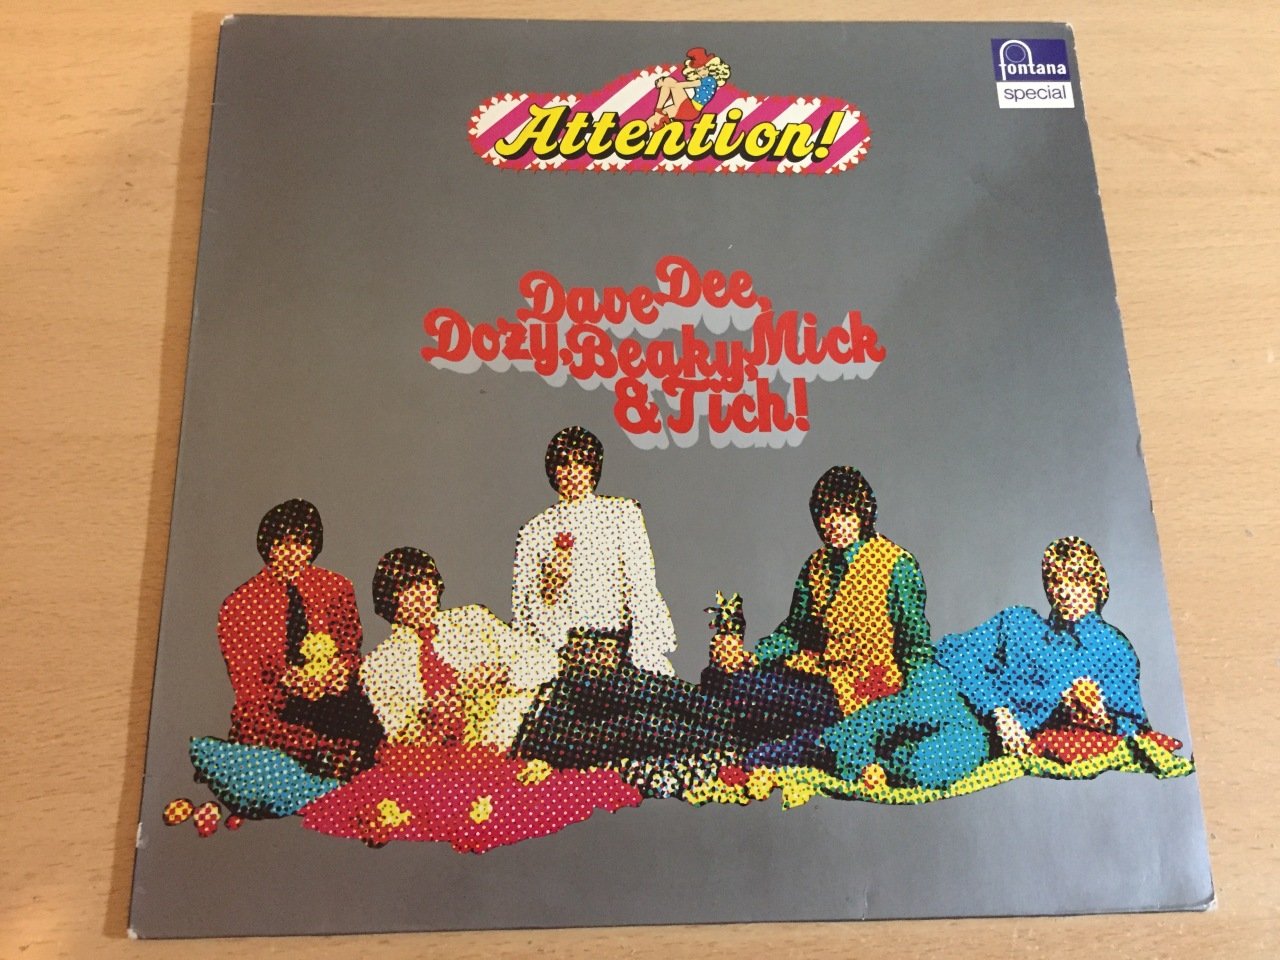 fontana
special
Attention!
Dave Dee,
Dozy, Beaky, Mick
& Tich!